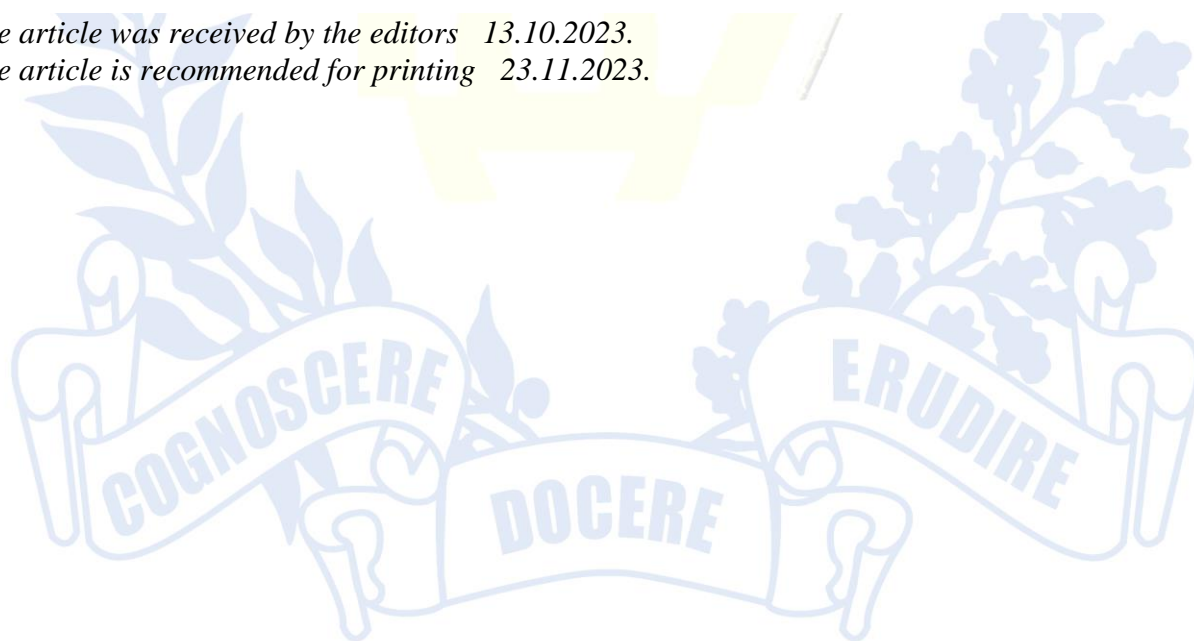 e article was received by the editors 13.10.2023.
e article is recommended for printing 23.11.2023.
COGNOSCERE
DOCERE
ERUDIRE